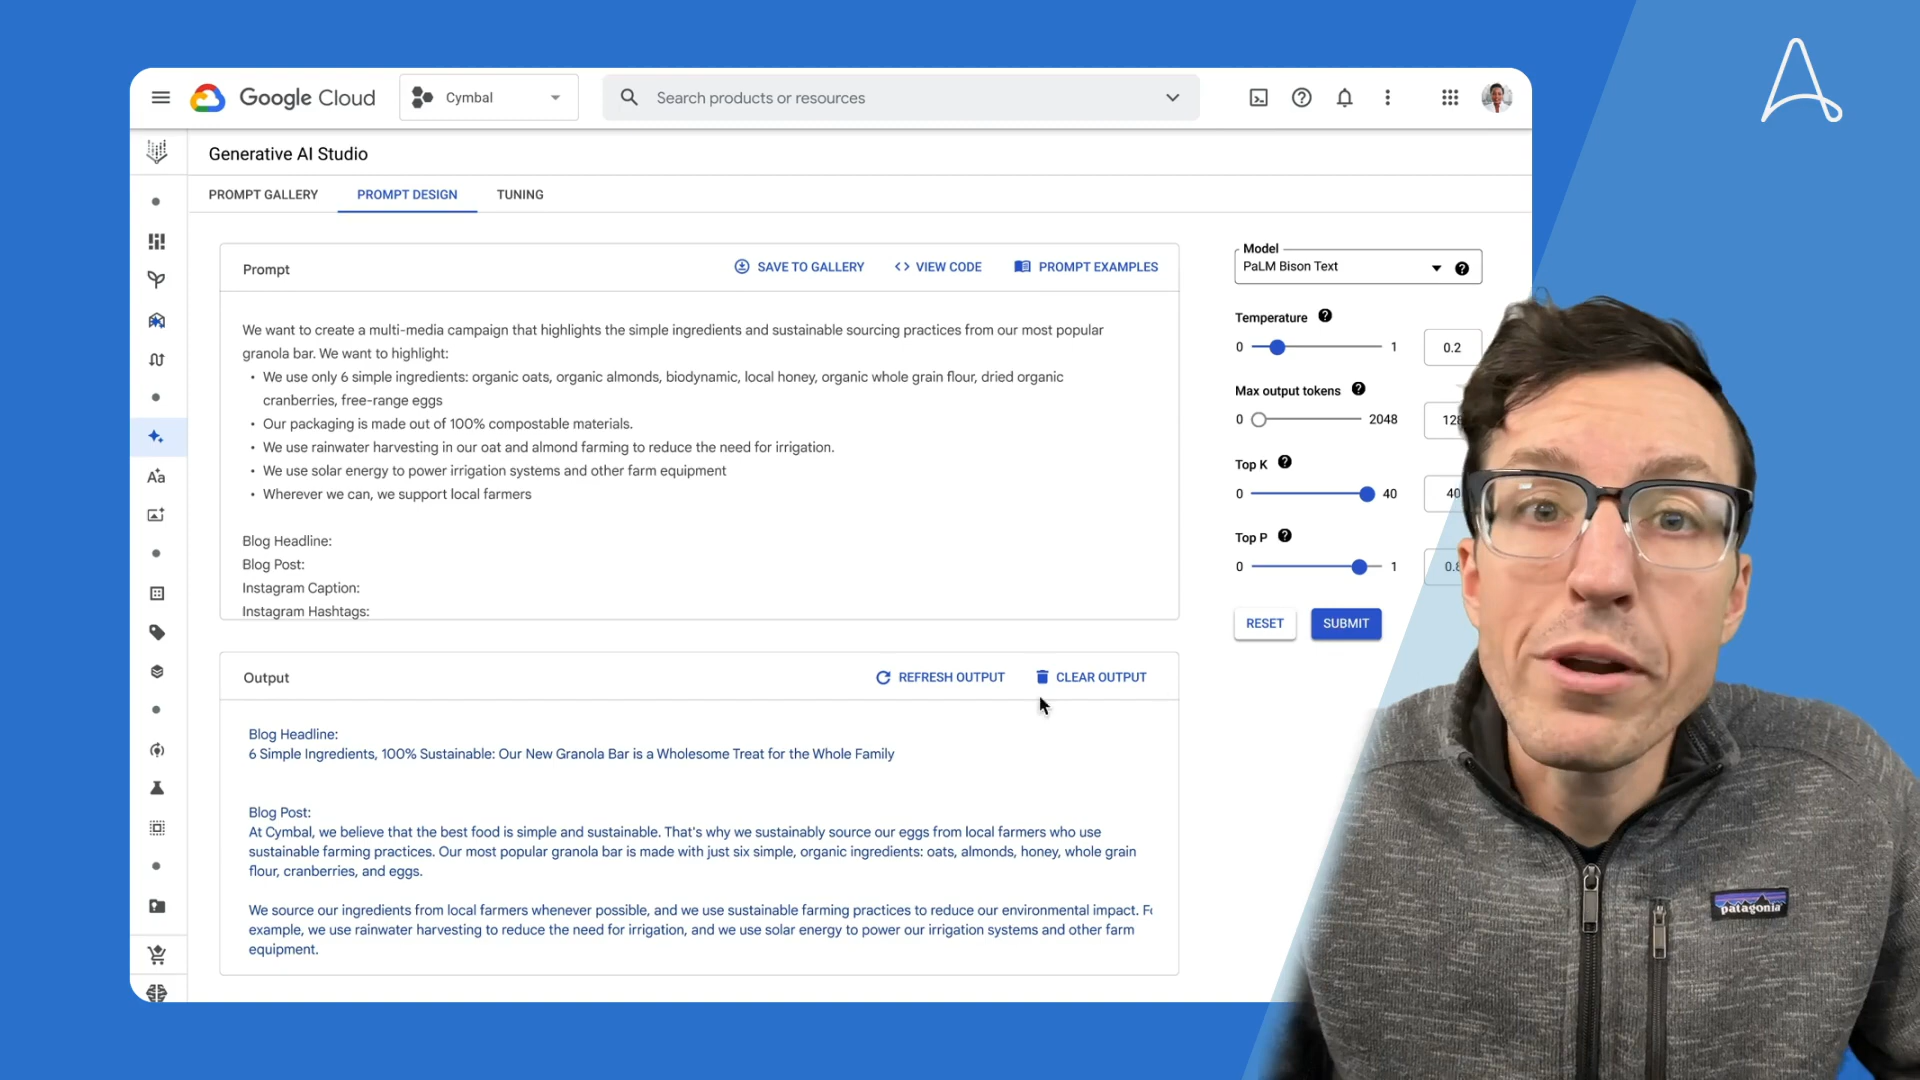 Google Cloud
Cymbal
Search products or resources
Generative AI Studio
PROMPT GALLERY
PROMPT DESIGN
TUNING
Prompt
SAVE TO GALLERY
<> VIEW CODE
PROMPT EXAMPLES
We want to create a multi-media campaign that highlights the simple ingredients and sustainable sourcing practices from our most popular
granola bar. We want to highlight:
• We use only 6 simple ingredients: organic oats, organic almonds, biodynamic, local honey, organic whole grain flour, dried organic
cranberries, free-range eggs
• Our packaging is made out of 100% compostable materials.
• We use rainwater harvesting in our oat and almond farming to reduce the need for irrigation.
• We use solar energy to power irrigation systems and other farm equipment
• Wherever we can, we support local farmers
Blog Headline:
Blog Post:
Instagram Caption:
Instagram Hashtags:
Output
REFRESH OUTPUT
CLEAR OUTPUT
Blog Headline:
6 Simple Ingredients, 100% Sustainable: Our New Granola Bar is a Wholesome Treat for the Whole Family
Blog Post:
At Cymbal, we believe that the best food is simple and sustainable. That's why we sustainably source our eggs from local farmers who use
sustainable farming practices. Our most popular granola bar is made with just six simple, organic ingredients: oats, almonds, honey, whole grain
flour, cranberries, and eggs.
We source our ingredients from local farmers whenever possible, and we use sustainable farming practices to reduce our environmental impact.
example, we use rainwater harvesting to reduce the need for irrigation, and we use solar energy to power our irrigation systems and other farm
equipment.
Model
PaLM Bison Text
Temperature
0 1 0.2
Max output tokens
0 2048
Top K
0 40 40
Top P
0 1
RESET
SUBMIT
patagonia